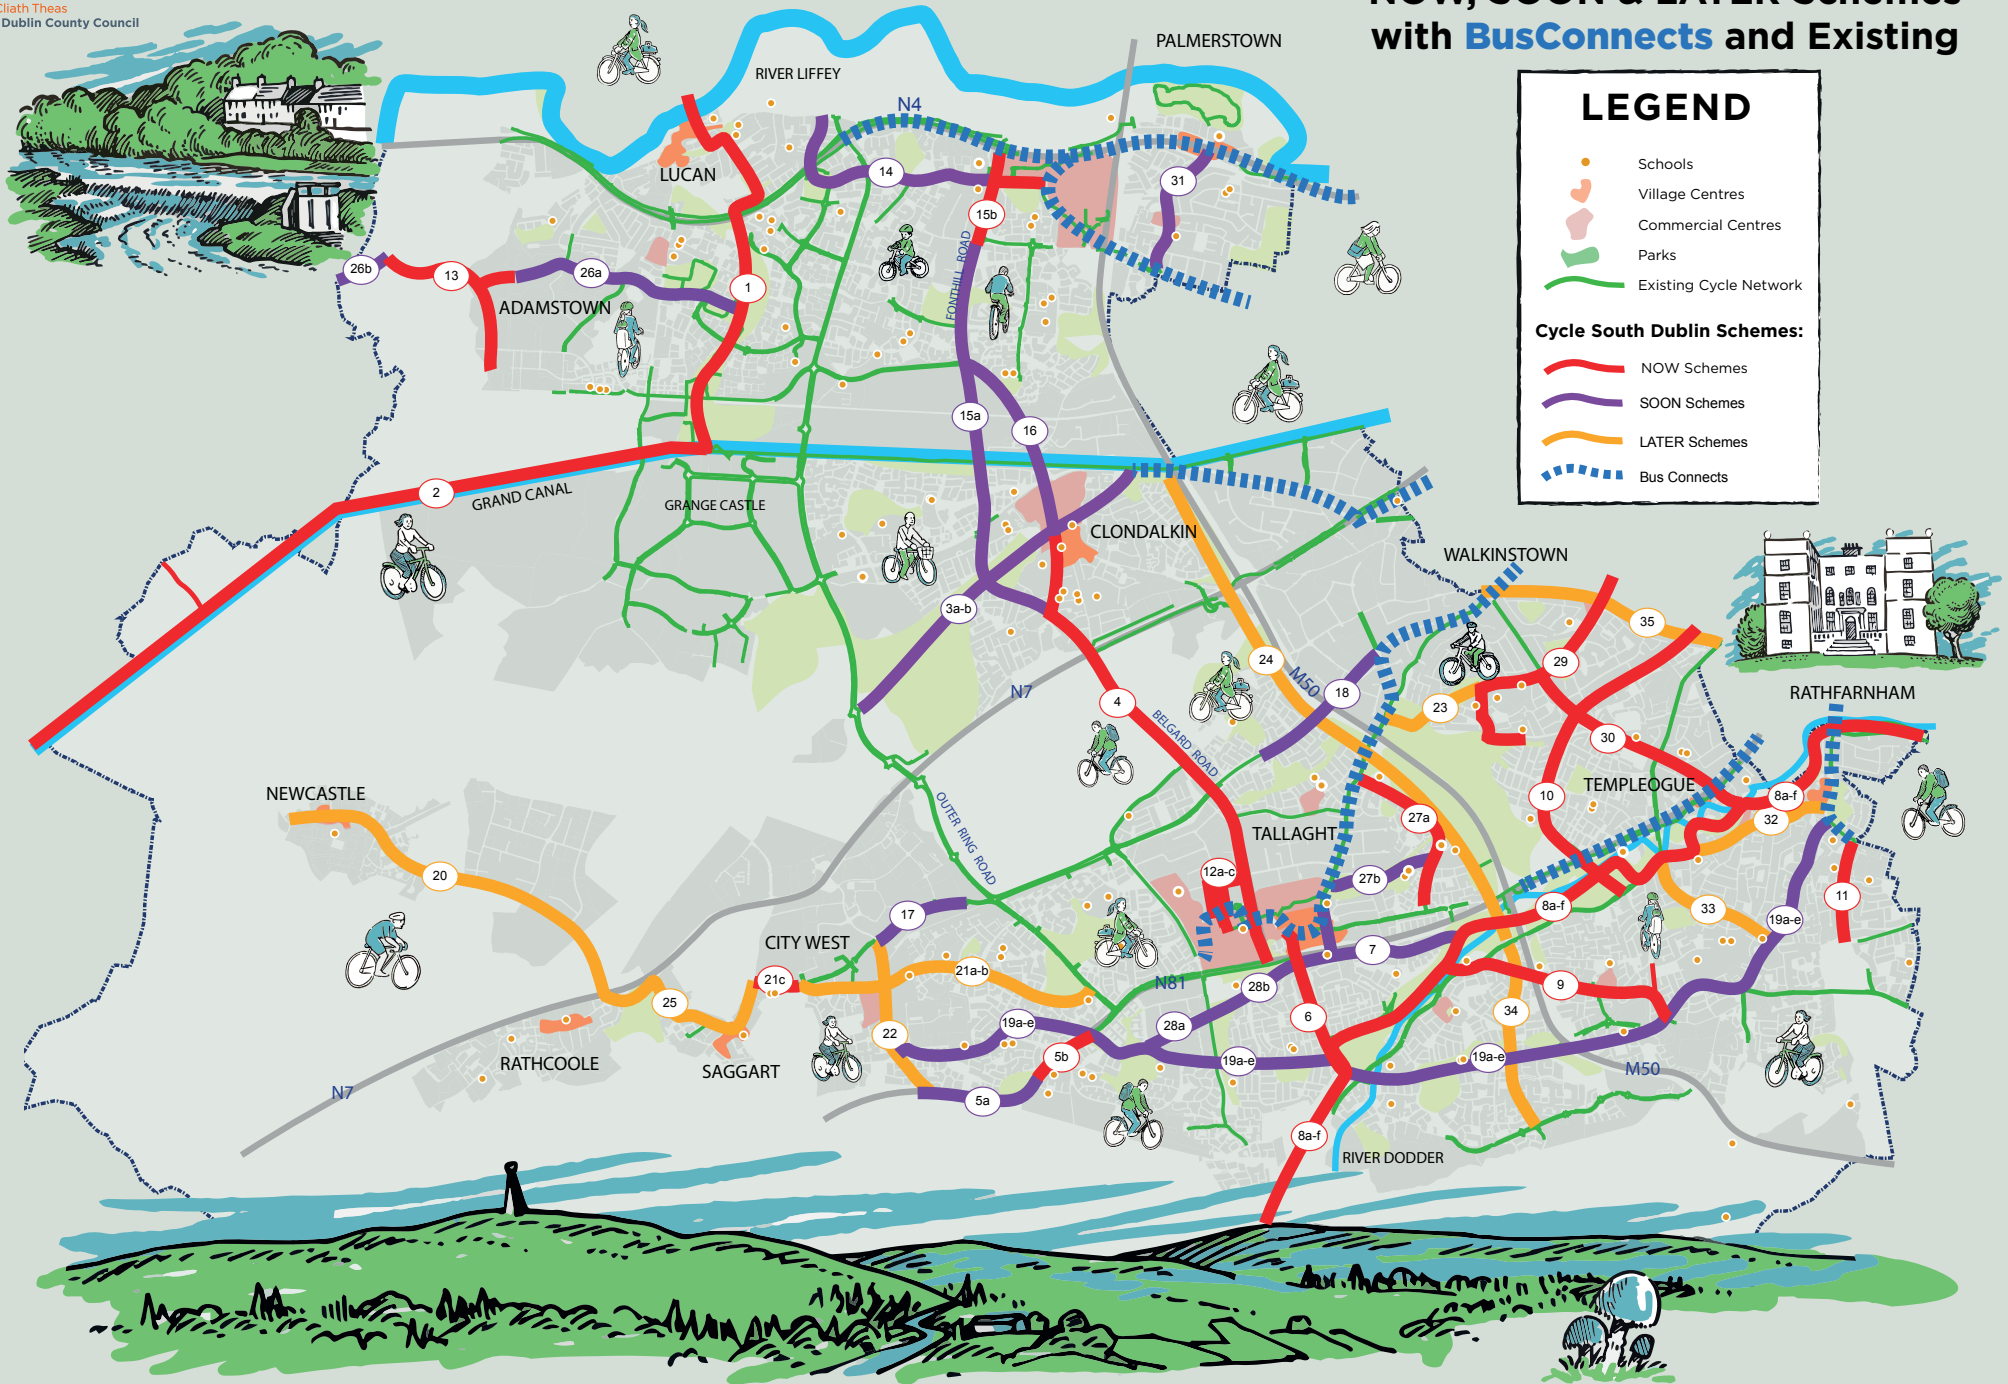 Cliath Theas
Dublin County Council
NOW, SOON & LATER Schemes
with BusConnects and Existing
LEGEND
Schools
Village Centres
Commercial Centres
Parks
Existing Cycle Network
Cycle South Dublin Schemes:
NOW Schemes
SOON Schemes
LATER Schemes
Bus Connects
PALMERSTOWN
RIVER LIFFEY
N4
LUCAN
14
31
15b
FONTHILL ROAD
26b
13
26a
1
ADAMSTOWN
15a
16
2
GRAND CANAL
GRANGE CASTLE
CLONDALKIN
WALKINSTOWN
3a-b
35
24
29
M50
18
RATHFARNHAM
N7
4
23
BELGARD ROAD
30
TEMPLEOGUE
NEWCASTLE
OUTER RING ROAD
10
8a-f
27a
32
TALLAGHT
20
12a-c
27b
11
17
8a-f
33
19a-e
CITY WEST
7
21c
21a-b
N81
28b
9
25
6
34
22
19a-e
28a
RATHCOOLE
SAGGART
5b
19a-e
19a-e
M50
N7
5a
8a-f
RIVER DODDER